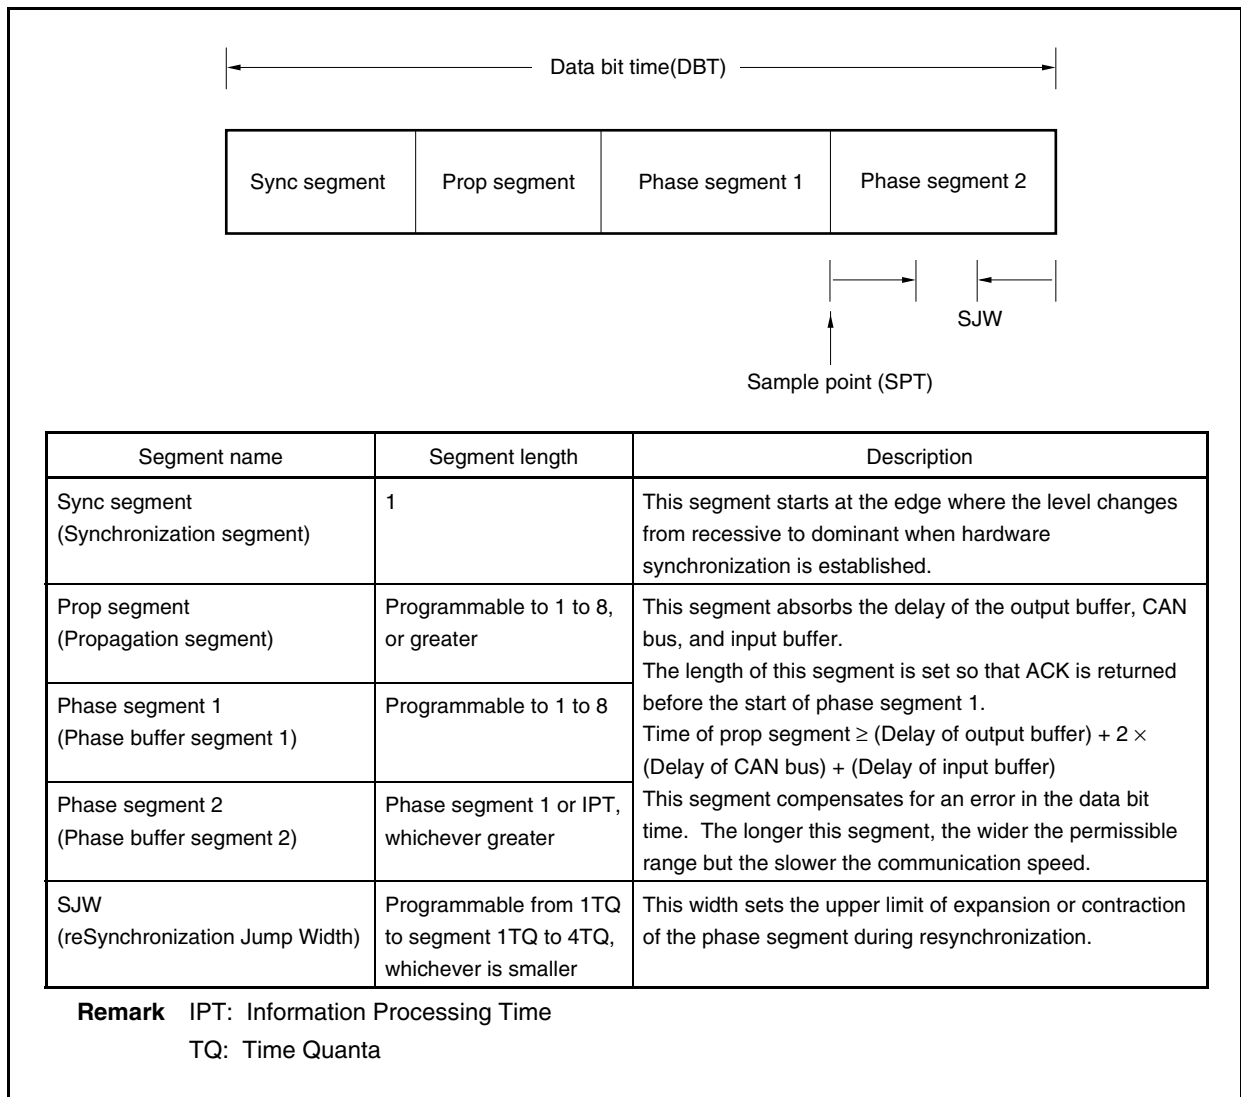 Data bit time(DBT)
Sync segment
Prop segment
Phase segment 1
Phase segment 2
SJW
Sample point (SPT)
Segment name
Segment length
Description
Sync segment
(Synchronization segment)
1
This segment starts at the edge where the level changes
from recessive to dominant when hardware
synchronization is established.
Prop segment
(Propagation segment)
Programmable to 1 to 8,
or greater
This segment absorbs the delay of the output buffer, CAN
bus, and input buffer.
The length of this segment is set so that ACK is returned
before the start of phase segment 1.
Time of prop segment ≥ (Delay of output buffer) + 2 ×
(Delay of CAN bus) + (Delay of input buffer)
This segment compensates for an error in the data bit
time. The longer this segment, the wider the permissible
range but the slower the communication speed.
Phase segment 1
(Phase buffer segment 1)
Programmable to 1 to 8
Phase segment 2
(Phase buffer segment 2)
Phase segment 1 or IPT,
whichever greater
SJW
(reSynchronization Jump Width)
Programmable from 1TQ
to segment 1TQ to 4TQ,
whichever is smaller
This width sets the upper limit of expansion or contraction
of the phase segment during resynchronization.
Remark IPT: Information Processing Time
TQ: Time Quanta